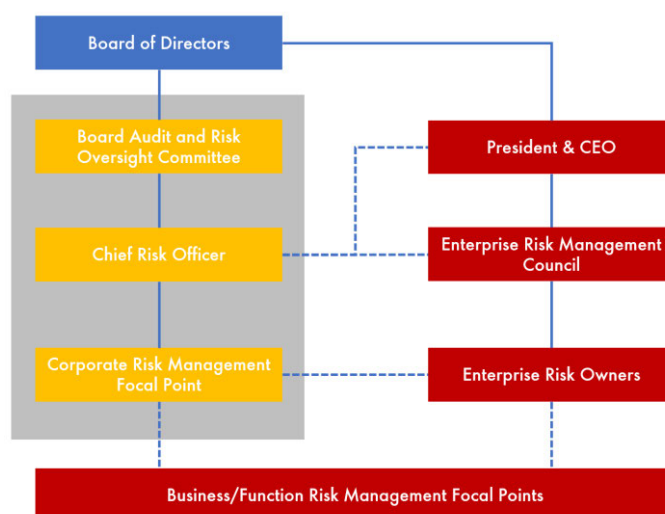 Board of Directors
Board Audit and Risk
Oversight Committee
President & CEO
Chief Risk Officer
Enterprise Risk Management
Council
Corporate Risk Management
Focal Point
Enterprise Risk Owners
Business/Function Risk Management Focal Points